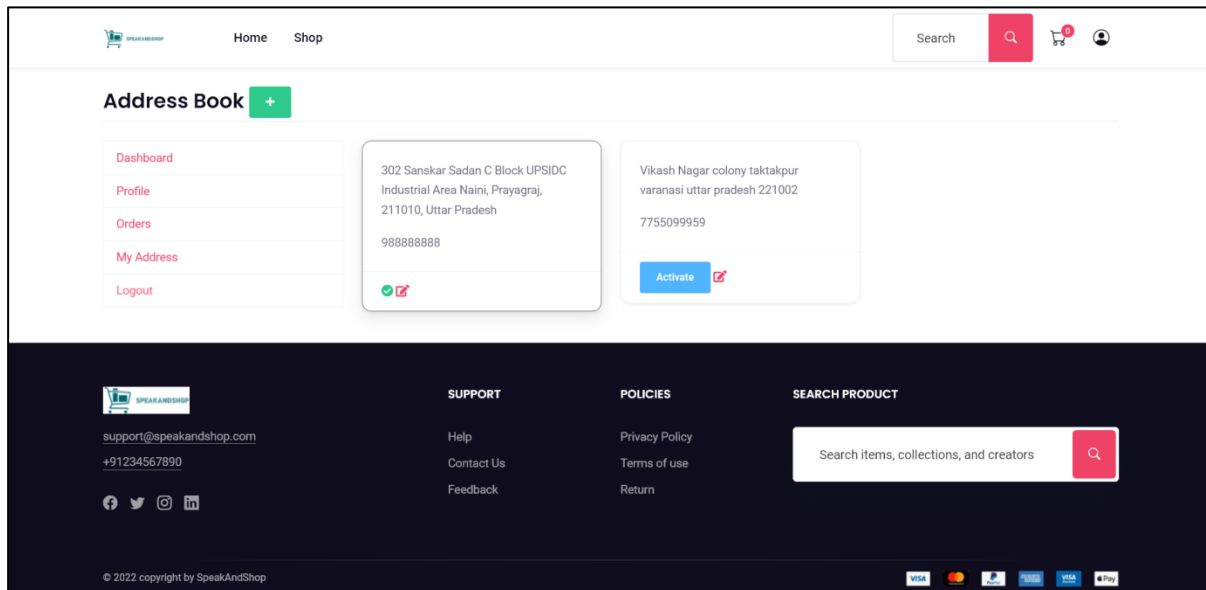 SPEAKANDSHOP
Home Shop
Search
0
Address Book +
Dashboard
Profile
Orders
My Address
Logout
302 Sanskar Sadan C Block UPSIDC
Industrial Area Naini, Prayagraj,
211010, Uttar Pradesh
988888888
Vikash Nagar colony taktakpur
varanasi uttar pradesh 221002
7755099959
Activate
SPEAKANDSHOP
support@speakandshop.com
+91234567890
SUPPORT
Help
Contact Us
Feedback
POLICIES
Privacy Policy
Terms of use
Return
SEARCH PRODUCT
Search items, collections, and creators
© 2022 copyright by SpeakAndShop
VISA
VISA
Pay